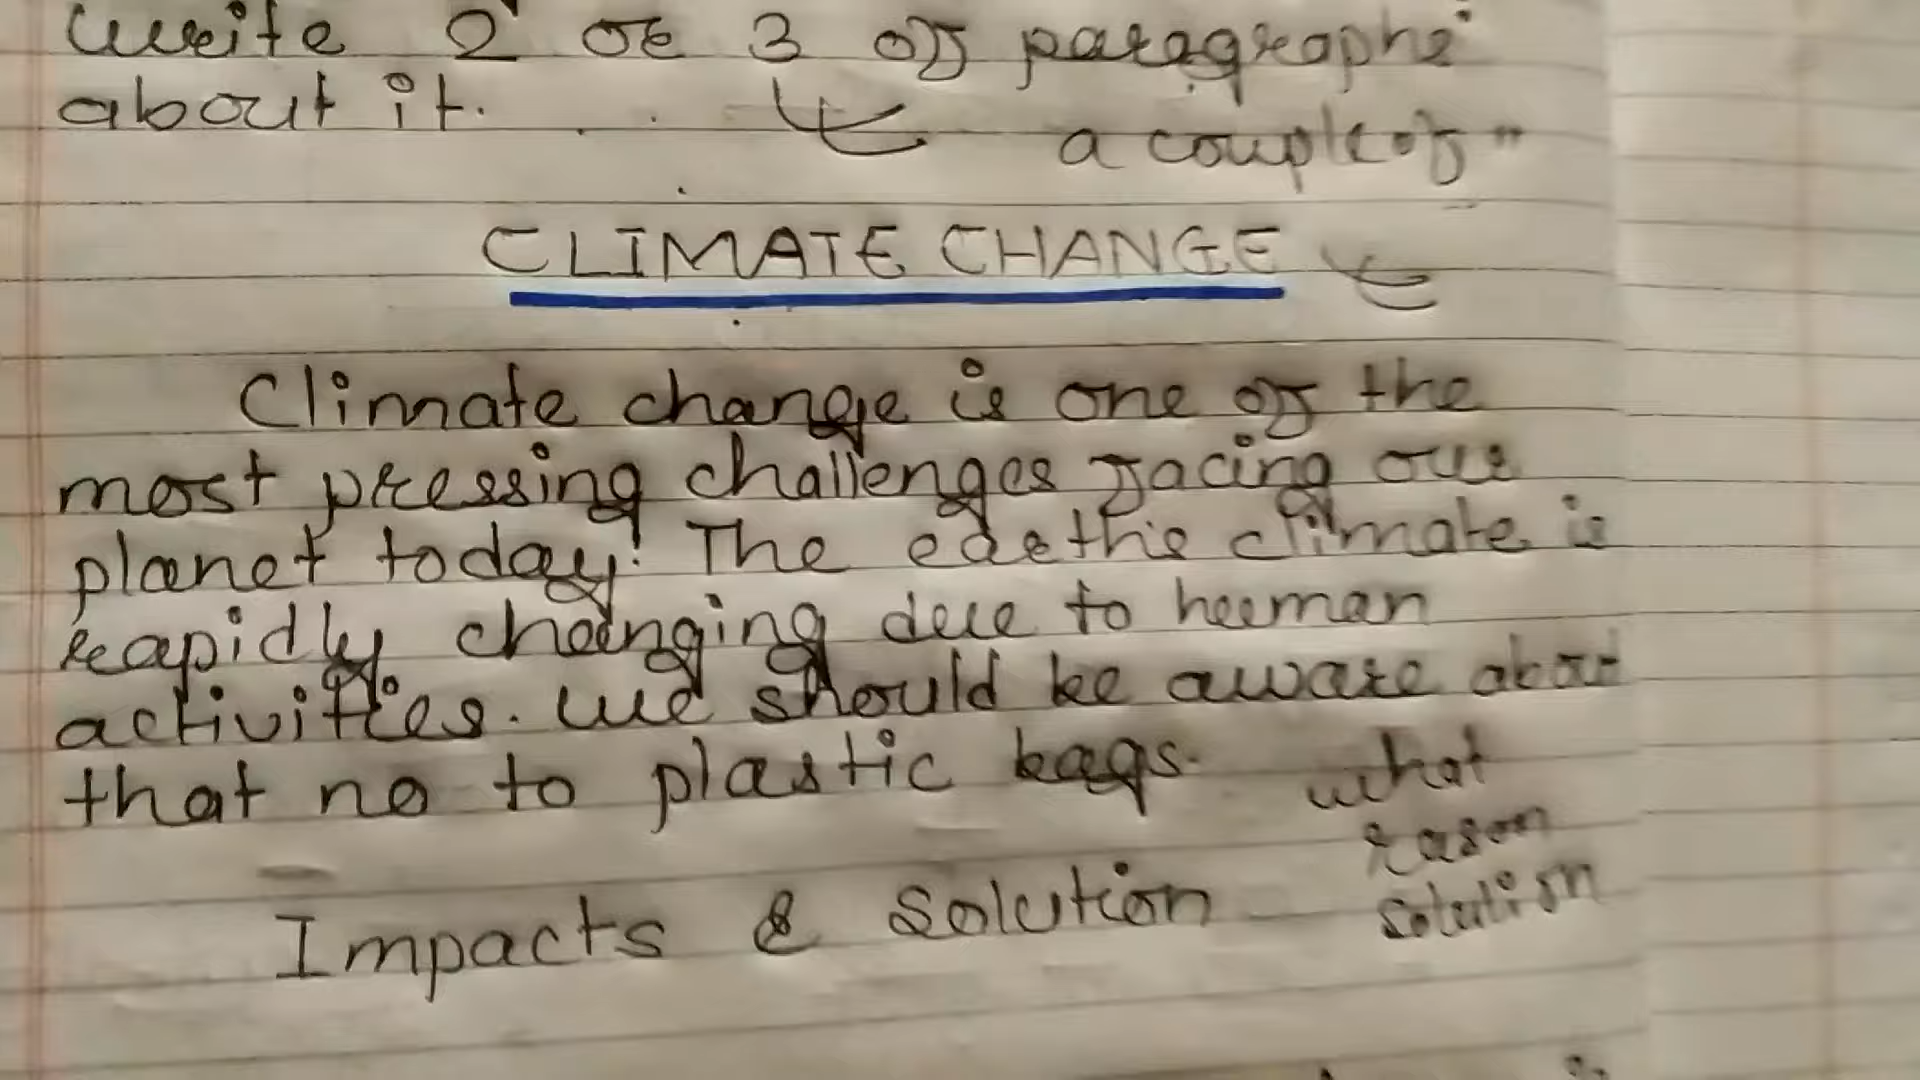 write 2 or 3 of paragraphs
about it.
a couple of "
CLIMATE CHANGE
Climate change is one of the
most pressing challenges facing our
planet today. The earth's climate is
rapidly changing due to human
activities. We should be aware about
that no to plastic bags.
what
reason
solution
Impacts & Solution